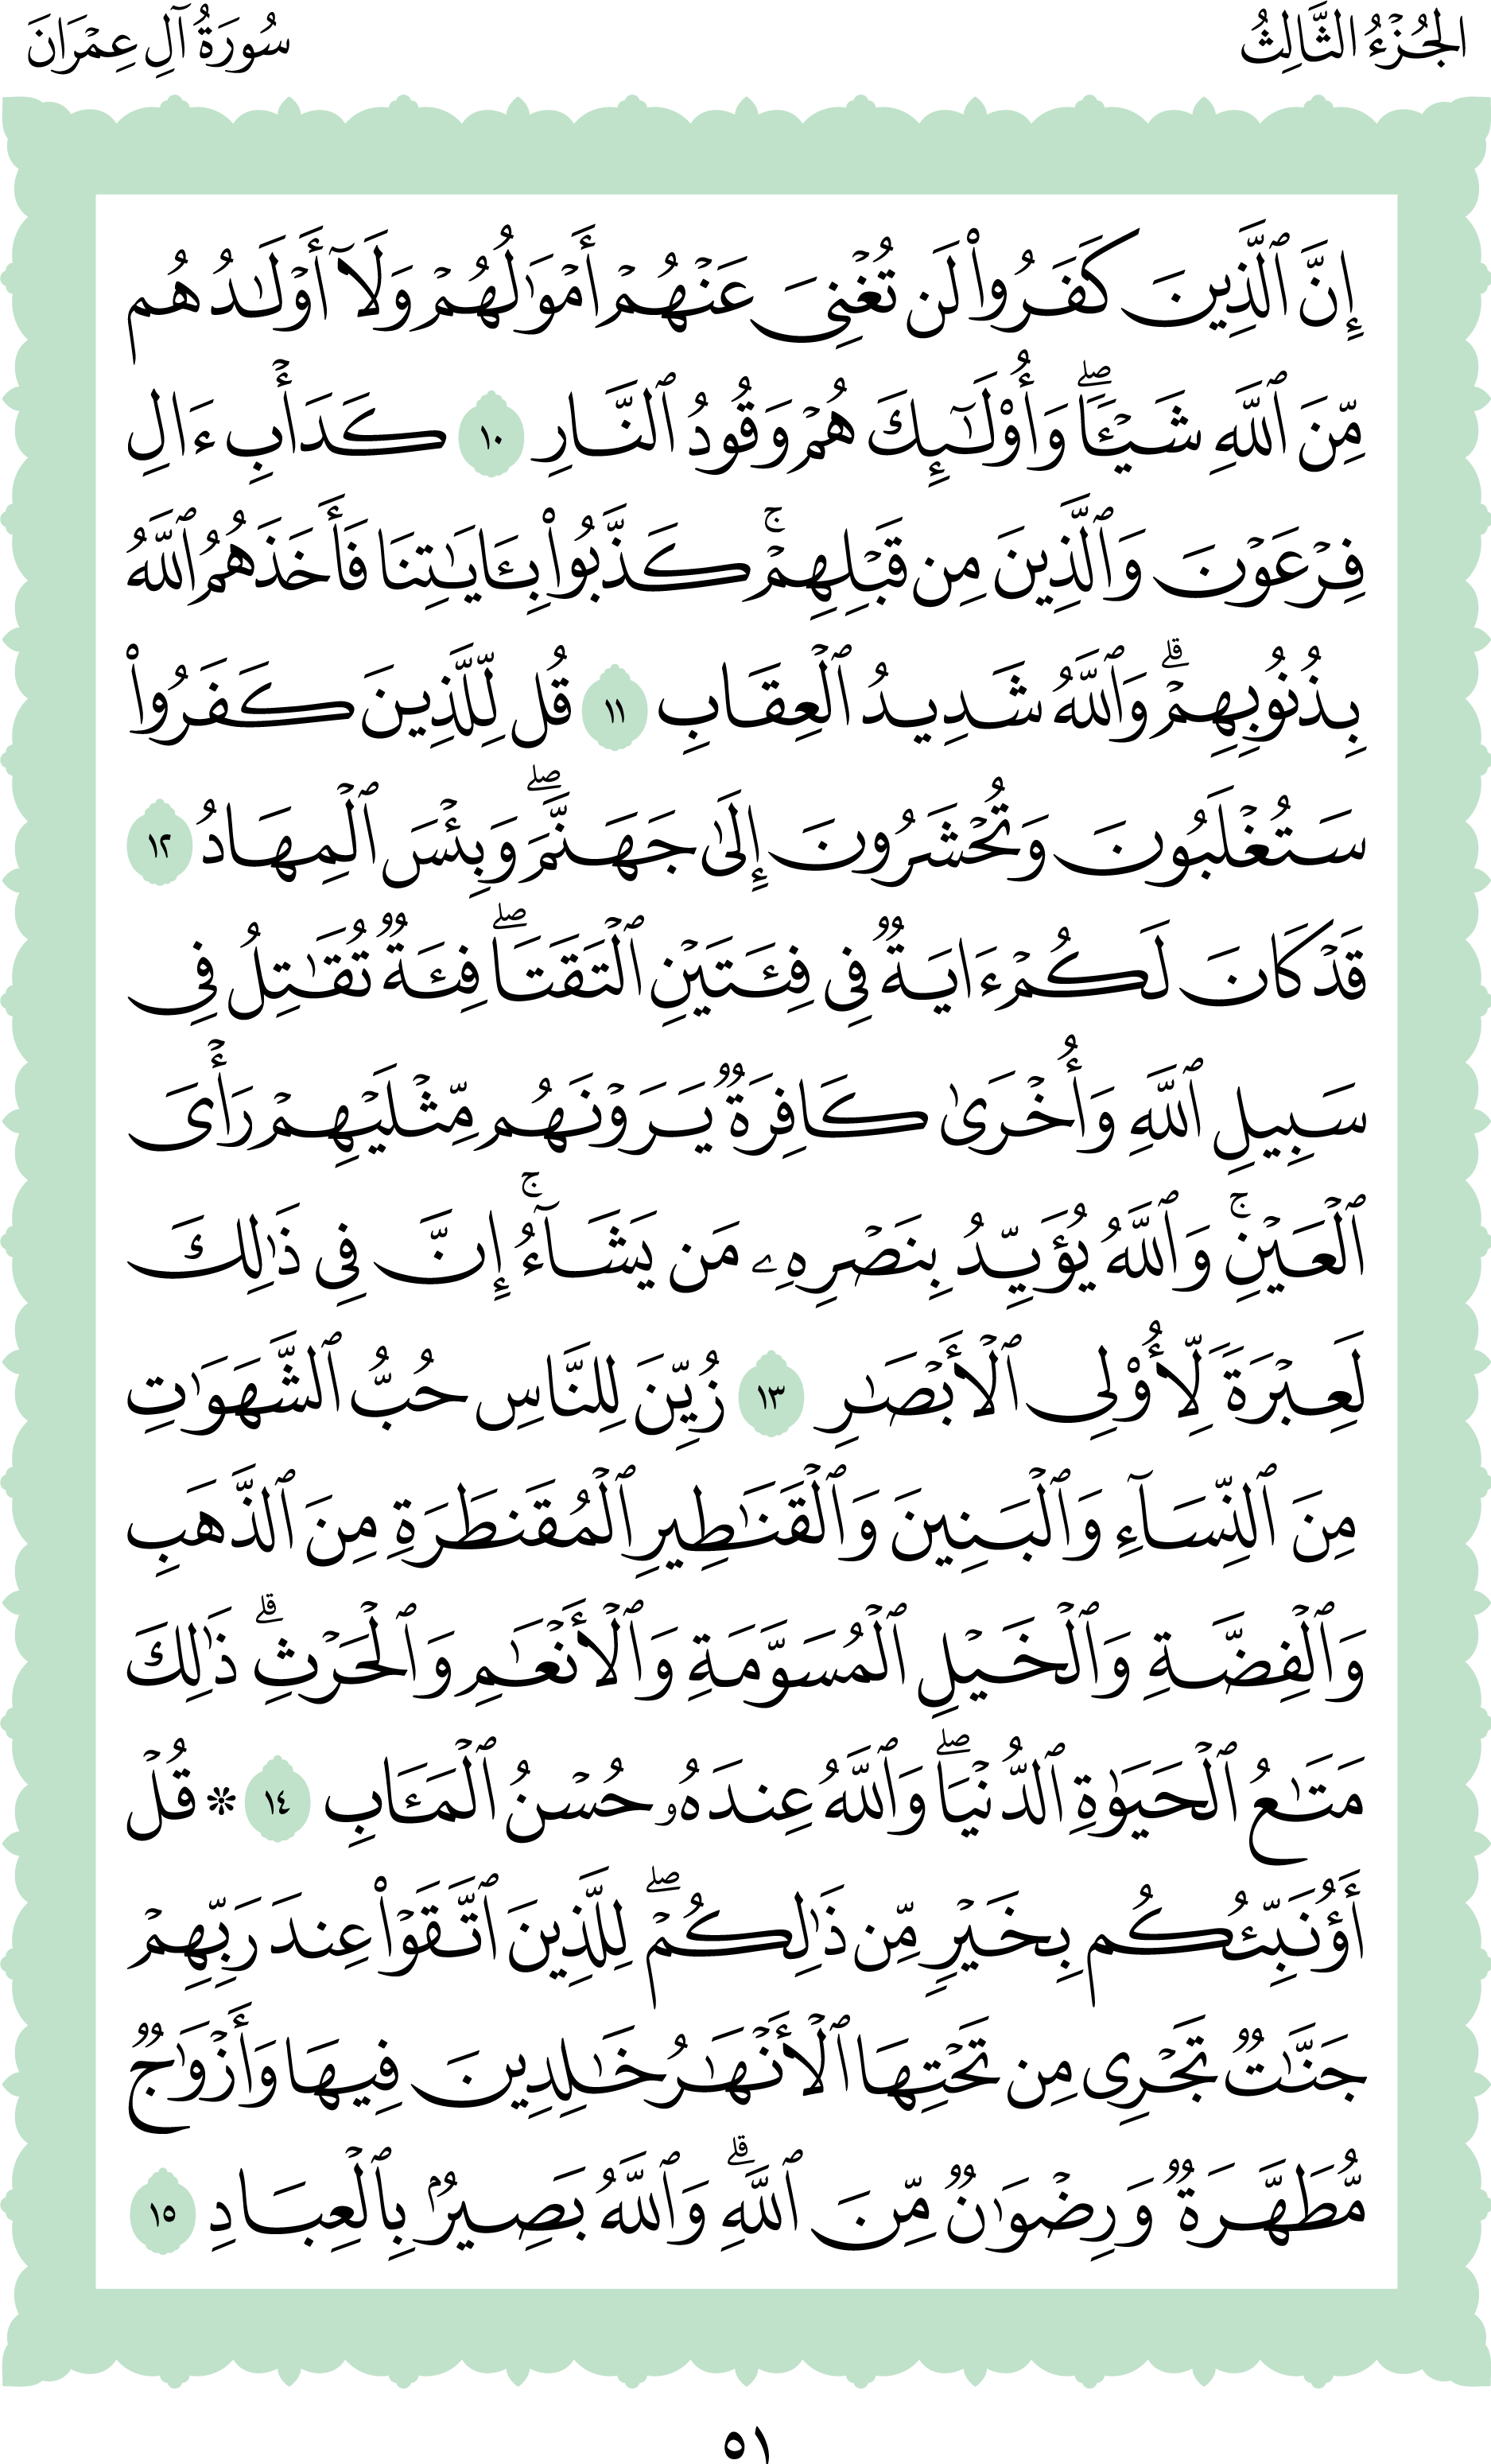 الجُزْءُ الثَّالِثُ
سُورَةُ آلِ عِمْرَانَ
إِنَّ ٱلَّذِينَ كَفَرُواْ لَن تُغْنِىَ عَنْهُمْ أَمْوَٰلُهُمْ وَلَآ أَوْلَـٰدُهُم
مِّنَ ٱللَّهِ شَيْـًٔاۖ وَأُوْلَـٰٓئِكَ هُمْ وَقُودُ ٱلنَّارِ ١٠ كَدَأْبِ ءَالِ
فِرْعَوْنَ وَٱلَّذِينَ مِن قَبْلِهِمْۚ كَذَّبُواْ بِـَٔايَـٰتِنَا فَأَخَذَهُمُ ٱللَّهُ
بِذُنُوبِهِمْۗ وَٱللَّهُ شَدِيدُ ٱلْعِقَابِ ١١ قُل لِّلَّذِينَ كَفَرُواْ
سَتُغْلَبُونَ وَتُحْشَرُونَ إِلَىٰ جَهَنَّمَۖ وَبِئْسَ ٱلْمِهَادُ ١٢
قَدْ كَانَ لَكُمْ ءَايَةٌ فِى فِئَتَيْنِ ٱلْتَقَتَاۖ فِئَةٌ تُقَـٰتِلُ فِى
سَبِيلِ ٱللَّهِ وَأُخْرَىٰ كَافِرَةٌ يَرَوْنَهُم مِّثْلَيْهِمْ رَأْىَ
ٱلْعَيْنِۚ وَٱللَّهُ يُؤَيِّدُ بِنَصْرِهِۦ مَن يَشَآءُۚ إِنَّ فِى ذَٰلِكَ
لَعِبْرَةً لِّأُوْلِى ٱلْأَبْصَـٰرِ ١٣ زُيِّنَ لِلنَّاسِ حُبُّ ٱلشَّهَوَٰتِ
مِنَ ٱلنِّسَآءِ وَٱلْبَنِينَ وَٱلْقَنَـٰطِيرِ ٱلْمُقَنطَرَةِ مِنَ ٱلذَّهَبِ
وَٱلْفِضَّةِ وَٱلْخَيْلِ ٱلْمُسَوَّمَةِ وَٱلْأَنْعَـٰمِ وَٱلْحَرْثِۗ ذَٰلِكَ
مَتَـٰعُ ٱلْحَيَوٰةِ ٱلدُّنْيَاۖ وَٱللَّهُ عِندَهُۥ حُسْنُ ٱلْمَـَٔابِ ١٤ ۞ قُلْ
أَؤُنَبِّئُكُم بِخَيْرٍ مِّن ذَٰلِكُمْۖ لِلَّذِينَ ٱتَّقَوْاْ عِندَ رَبِّهِمْ
جَنَّـٰتٌ تَجْرِى مِن تَحْتِهَا ٱلْأَنْهَـٰرُ خَـٰلِدِينَ فِيهَا وَأَزْوَٰجٌ
مُّطَهَّرَةٌ وَرِضْوَٰنٌ مِّنَ ٱللَّهِۗ وَٱللَّهُ بَصِيرٌۢ بِٱلْعِبَادِ ١٥
٥١